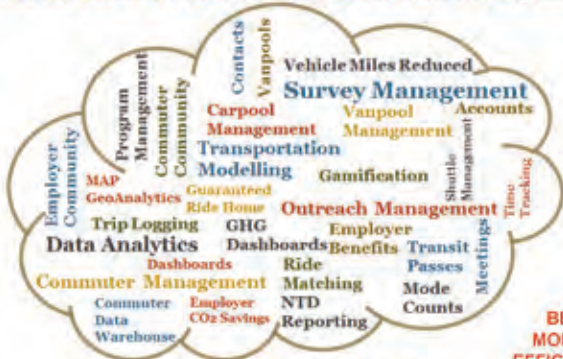 Contacts
Vanpools
Vehicle Miles Reduced
Survey Management
Program
Management
Commuter
Community
Carpool
Management
Vanpool
Management
Accounts
Transportation
Modelling
Employer
Community
MAP
GeoAnalytics
Guaranteed
Ride Home
Gamification
Shuttle
Management
Time
Tracking
Outreach Management
Trip Logging
GHG
Dashboards
Employer
Benefits
Data Analytics
Transit
Passes
Meetings
Dashboards
Commuter Management
Ride
Matching
Mode
Counts
Commuter
Data
Warehouse
Employer
CO2 Savings
NTD
Reporting